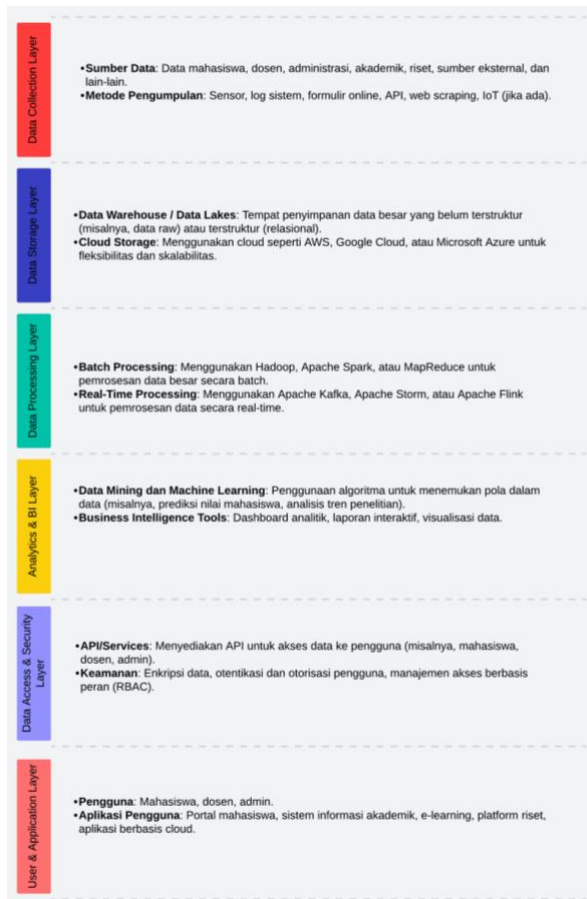 Data Collection Layer
•Sumber Data: Data mahasiswa, dosen, administrasi, akademik, riset, sumber eksternal, dan
lain-lain.
•Metode Pengumpulan: Sensor, log sistem, formulir online, API, web scraping, IoT (jika ada).
Data Storage Layer
•Data Warehouse / Data Lakes: Tempat penyimpanan data besar yang belum terstruktur
(misalnya, data raw) atau terstruktur (relasional).
•Cloud Storage: Menggunakan cloud seperti AWS, Google Cloud, atau Microsoft Azure untuk
fleksibilitas dan skalabilitas.
Data Processing Layer
•Batch Processing: Menggunakan Hadoop, Apache Spark, atau MapReduce untuk
pemrosesan data besar secara batch.
•Real-Time Processing: Menggunakan Apache Kafka, Apache Storm, atau Apache Flink
untuk pemrosesan data secara real-time.
Analytics & BI Layer
•Data Mining dan Machine Learning: Penggunaan algoritma untuk menemukan pola dalam
data (misalnya, prediksi nilai mahasiswa, analisis tren penelitian).
•Business Intelligence Tools: Dashboard analitik, laporan interaktif, visualisasi data.
Data Access & Security
Layer
•API/Services: Menyediakan API untuk akses data ke pengguna (misalnya, mahasiswa,
dosen, admin).
•Keamanan: Enkripsi data, otentikasi dan otorisasi pengguna, manajemen akses berbasis
peran (RBAC).
User & Application Layer
•Pengguna: Mahasiswa, dosen, admin.
•Aplikasi Pengguna: Portal mahasiswa, sistem informasi akademik, e-learning, platform riset,
aplikasi berbasis cloud.